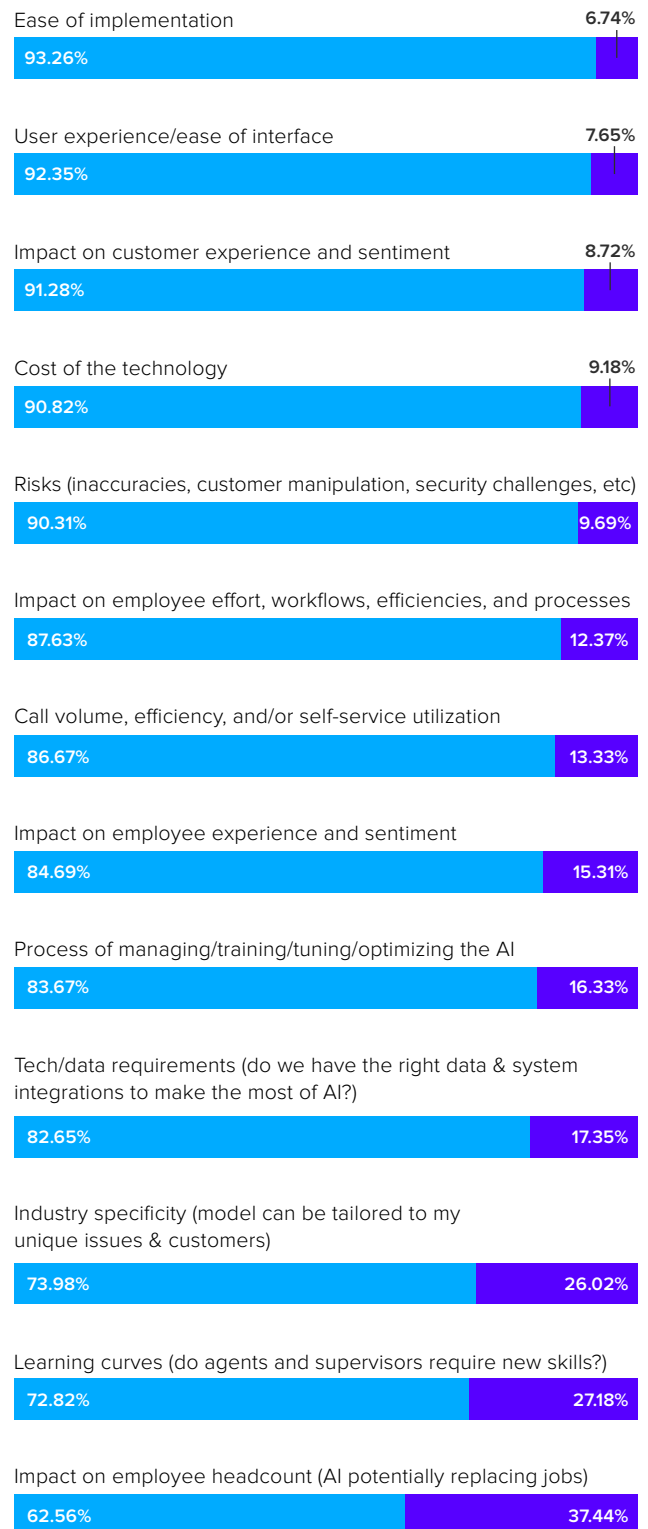 Ease of implementation
6.74%
93.26%
User experience/ease of interface
7.65%
92.35%
Impact on customer experience and sentiment
8.72%
91.28%
Cost of the technology
9.18%
90.82%
Risks (inaccuracies, customer manipulation, security challenges, etc)
90.31%
9.69%
Impact on employee effort, workflows, efficiencies, and processes
87.63%
12.37%
Call volume, efficiency, and/or self-service utilization
86.67%
13.33%
Impact on employee experience and sentiment
84.69%
15.31%
Process of managing/training/tuning/optimizing the AI
83.67%
16.33%
Tech/data requirements (do we have the right data & system
integrations to make the most of AI?)
82.65%
17.35%
Industry specificity (model can be tailored to my
unique issues & customers)
73.98%
26.02%
Learning curves (do agents and supervisors require new skills?)
72.82%
27.18%
Impact on employee headcount (AI potentially replacing jobs)
62.56%
37.44%